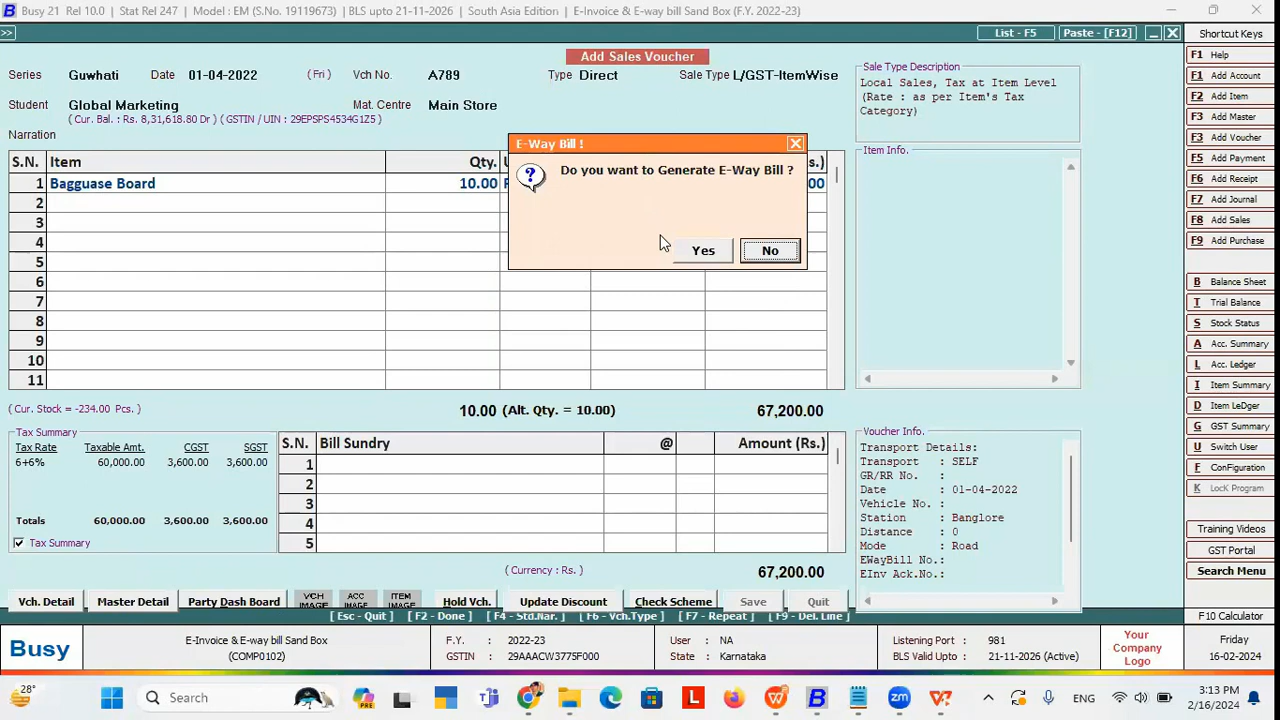 Busy 21 Rel 10.0 | Stat Rel 247 | Model : EM (S.No. 19119673) | BLS upto 21-11-2026 | South Asia Edition | E-Invoice & E-way bill Sand Box (F.Y. 2022-23)
>> List - F5 Paste - [F12] Shortcut Keys
Add Sales Voucher
Series Guwhati Date 01-04-2022 (Fri) Vch No. A789 Type Direct Sale Type L/GST-ItemWise
Student Global Marketing Mat. Centre Main Store
(Cur. Bal. : Rs. 8,31,618.80 Dr) (GSTIN / UIN : 29EPSPS4534G1Z5)
Narration
Sale Type Description
Local Sales, Tax at Item Level
(Rate : as per Item's Tax
Category)
Item Info.
S.N. Item Qty. .)
1 Bagguase Board 10.00 00
2
3
4
5
6
7
8
9
10
11
E-Way Bill !
Do you want to Generate E-Way Bill ?
Yes No
(Cur. Stock = -234.00 Pcs.) 10.00 (Alt. Qty. = 10.00) 67,200.00
Tax Summary
Tax Rate Taxable Amt. CGST SGST
6+6% 60,000.00 3,600.00 3,600.00
Totals 60,000.00 3,600.00 3,600.00
Tax Summary
S.N. Bill Sundry @ Amount (Rs.)
1
2
3
4
5
(Currency : Rs.) 67,200.00
Voucher Info.
Transport Details:
Transport : SELF
GR/RR No. :
Date : 01-04-2022
Vehicle No. :
Station : Banglore
Distance : 0
Mode : Road
EWayBill No.:
EInv Ack.No.:
Vch. Detail Master Detail Party Dash Board VCH IMAGE ACC IMAGE ITEM IMAGE Hold Vch. Update Discount Check Scheme Save Quit
[ Esc - Quit ] [ F2 - Done ] [ F4 - Std.Nar. ] [ F6 - Vch.Type ] [ F7 - Repeat ] [ F9 - Del. Line ]
F1 Help
F1 Add Account
F2 Add Item
F3 Add Master
F3 Add Voucher
F5 Add Payment
F6 Add Receipt
F7 Add Journal
F8 Add Sales
F9 Add Purchase
B Balance Sheet
T Trial Balance
S Stock Status
A Acc. Summary
L Acc. Ledger
I Item Summary
D Item LeDger
G GST Summary
U Switch User
F ConFiguration
K LocK Program
Training Videos
GST Portal
Search Menu
F10 Calculator
Busy
E-Invoice & E-way bill Sand Box
(COMP0102)
F.Y. : 2022-23
GSTIN : 29AAACW3775F000
User : NA
State : Karnataka
Listening Port : 981
BLS Valid Upto : 21-11-2026 (Active)
Your
Company
Logo
Friday
16-02-2024
28°
Search
PRE
ENG
3:13 PM
2/16/2024